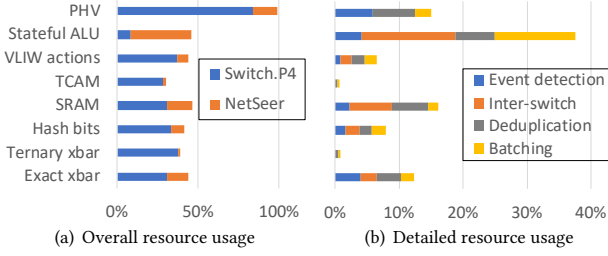 PHV
Stateful ALU
VLIW actions
TCAM
SRAM
Hash bits
Ternary xbar
Exact xbar
Switch.P4
NetSeer
0%
50%
100%
(a) Overall resource usage
Event detection
Inter-switch
Deduplication
Batching
0%
10%
20%
30%
40%
(b) Detailed resource usage